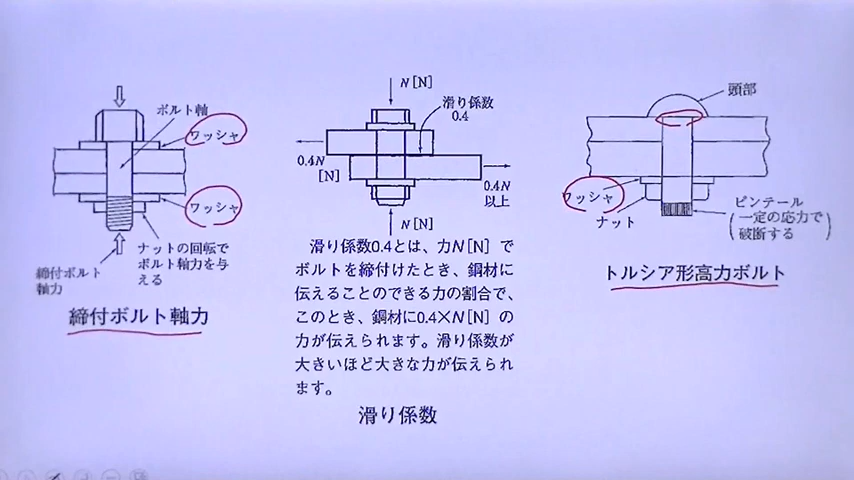 ボルト軸
ワッシャ
ワッシャ
ナットの回転で
ボルト軸力を与
える
締付ボルト
軸力
締付ボルト軸力
N[N]
滑り係数
0.4
0.4N
[N]
0.4N
以上
N[N]
滑り係数0.4とは、力N[N]で
ボルトを締付けたとき、鋼材に
伝えることのできる力の割合で、
このとき、鋼材に0.4×N[N]の
力が伝えられます。滑り係数が
大きいほど大きな力が伝えられ
ます。
滑り係数
頭部
ワッシャ
ナット
ピンテール
(一定の応力で
破断する)
トルシア形高力ボルト